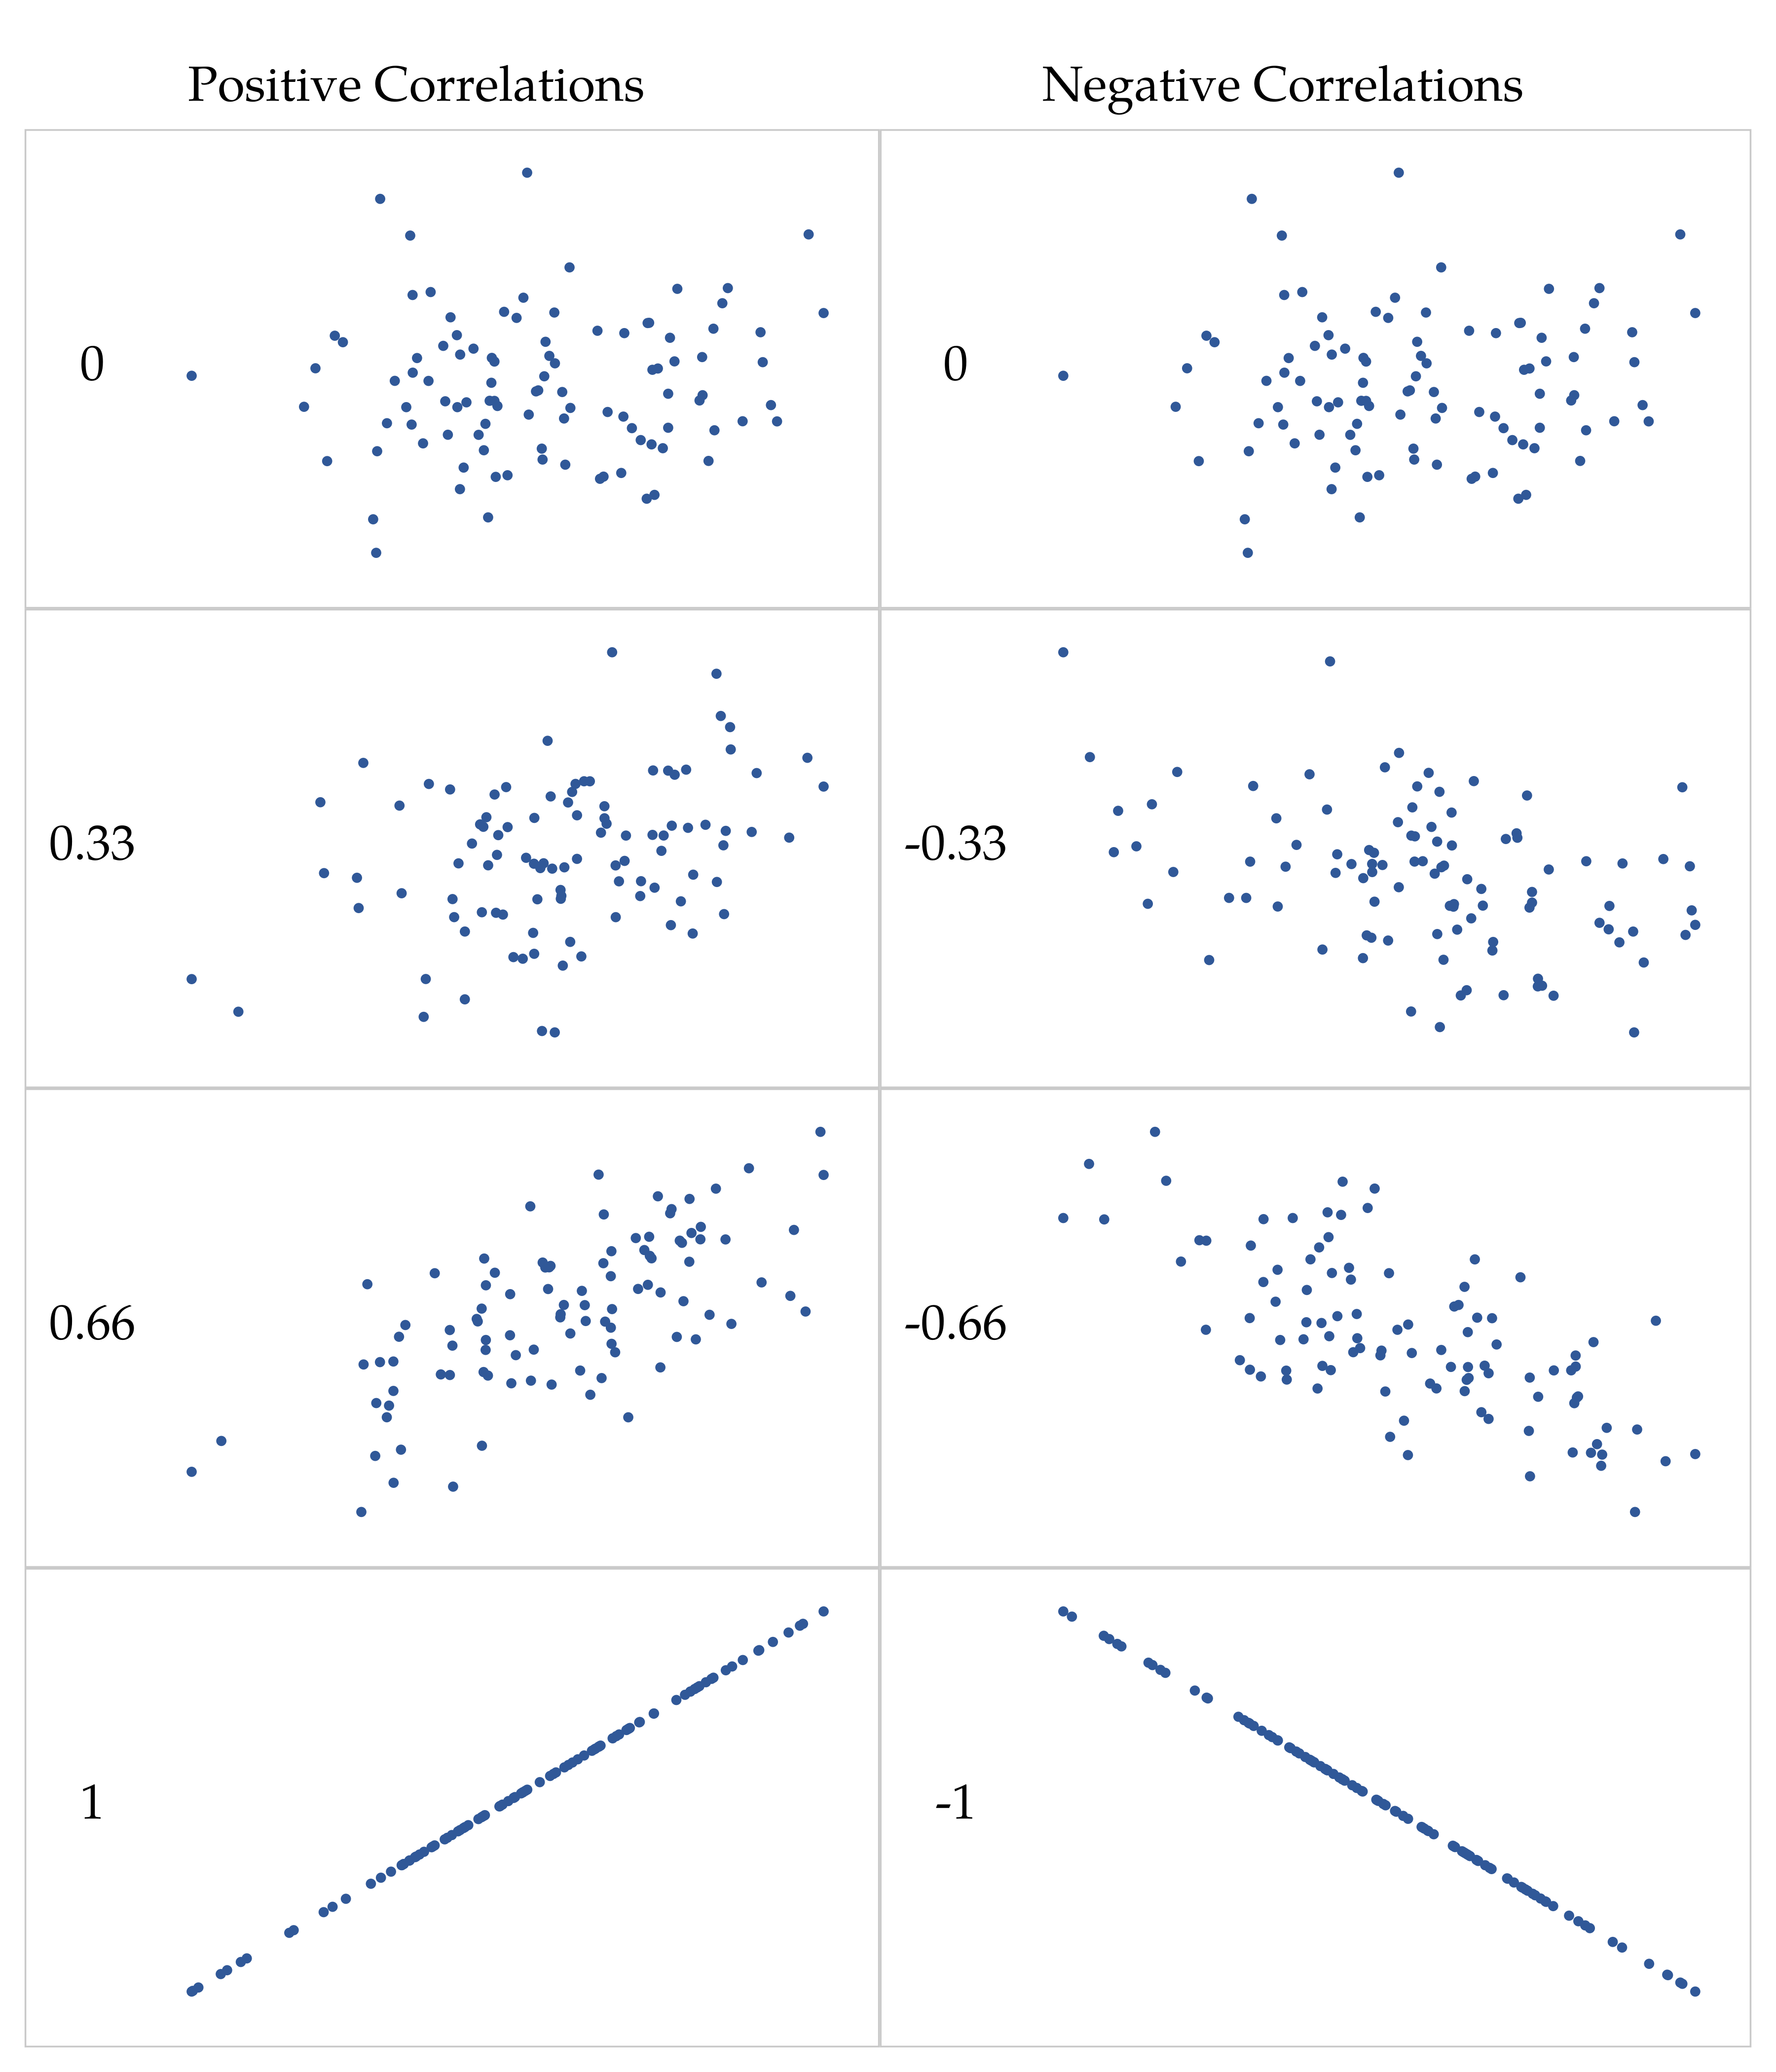 Positive Correlations Negative Correlations
0 0
0.33 -0.33
0.66 -0.66
1 -1